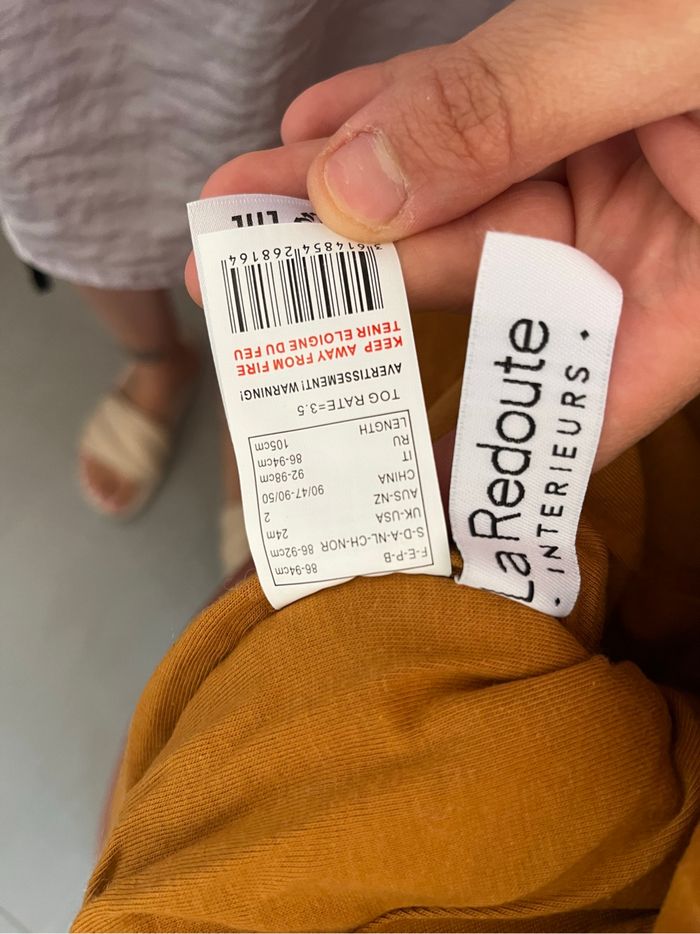 F-E-P-B 86-94cm
S-D-A-NL-CH-NOR 86-92cm
UK-USA 24m
AUS-NZ 2
CHINA 90/47-90/50
IT 92-98cm
RU 86-94cm
LENGTH 105cm
TOG RATE=3.5
AVERTISSEMENT! WARNING!
KEEP AWAY FROM FIRE
TENIR ELOIGNE DU FEU
3614854268164
LaRedoute
• INTERIEURS •